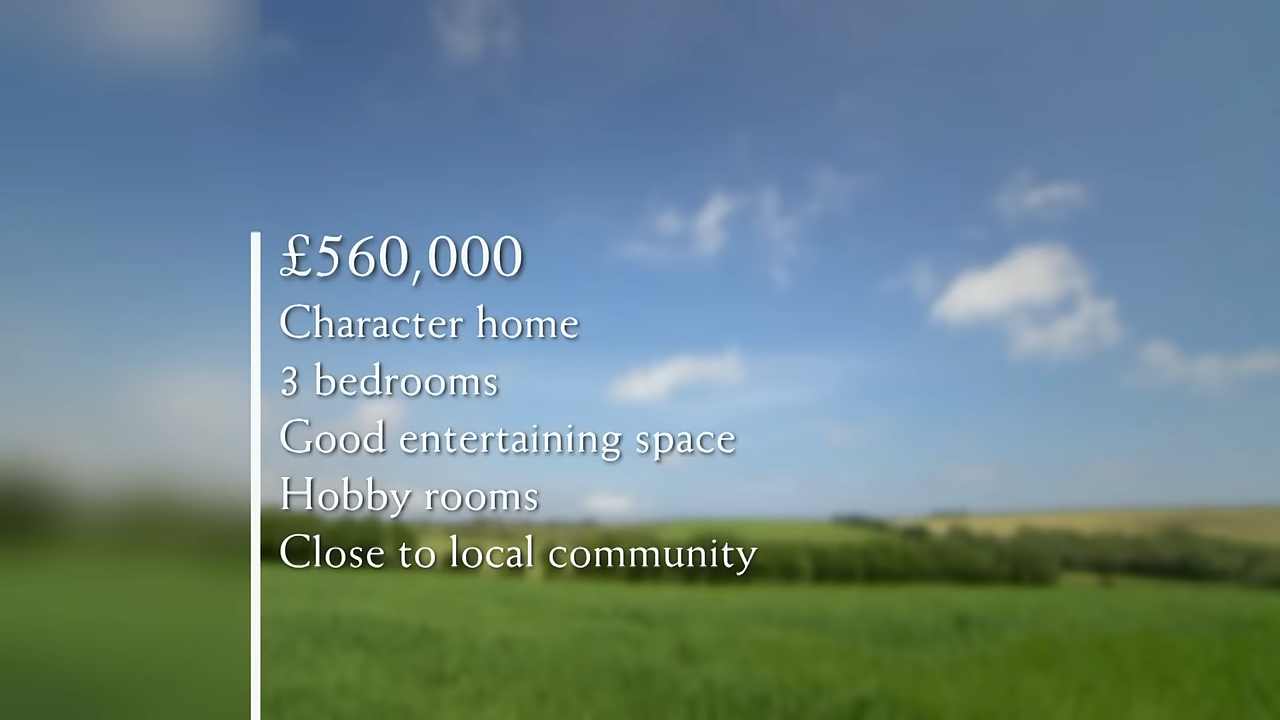 £560,000
Character home
3 bedrooms
Good entertaining space
Hobby rooms
Close to local community